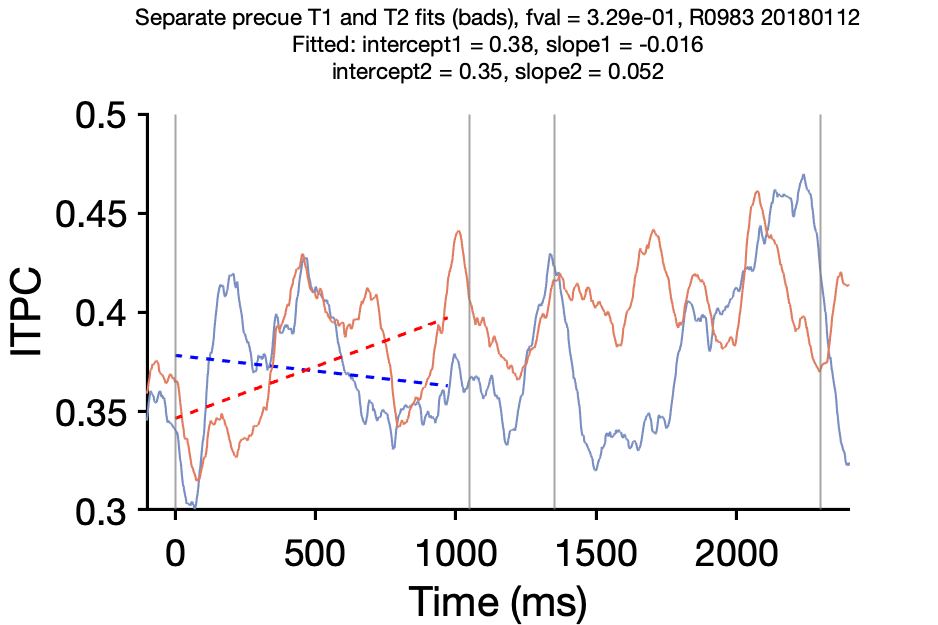 Separate precue T1 and T2 fits (bads), fval = 3.29e-01, R0983 20180112
Fitted: intercept1 = 0.38, slope1 = -0.016
intercept2 = 0.35, slope2 = 0.052
0.5
0.45
0.4
0.35
0.3
ITPC
0
500
1000
1500
2000
Time (ms)